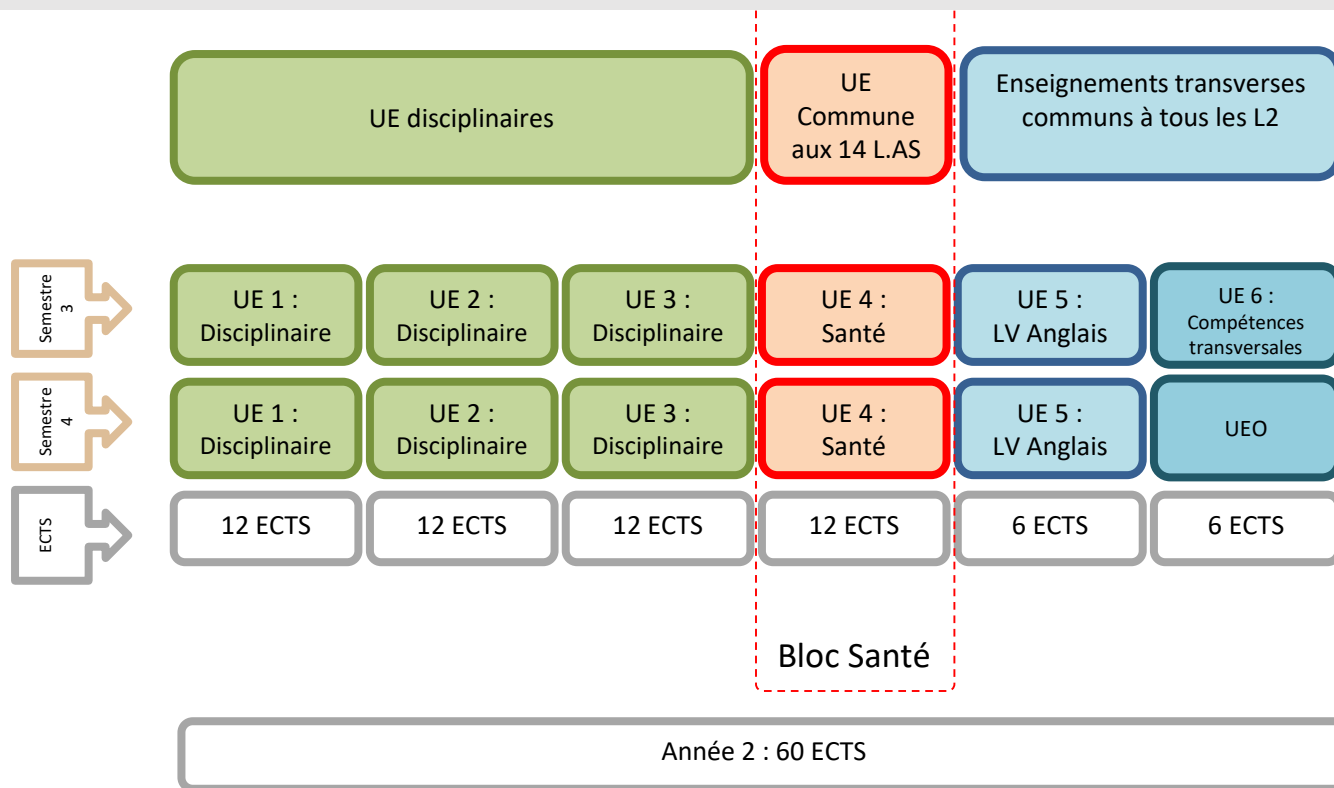 UE disciplinaires
UE
Commune
aux 14 L.AS
Enseignements transverses
communs à tous les L2
Semestre
3
UE 1 :
Disciplinaire
UE 2 :
Disciplinaire
UE 3 :
Disciplinaire
UE 4 :
Santé
UE 5 :
LV Anglais
UE 6 :
Compétences
transversales
Semestre
4
UE 1 :
Disciplinaire
UE 2 :
Disciplinaire
UE 3 :
Disciplinaire
UE 4 :
Santé
UE 5 :
LV Anglais
UEO
ECTS
12 ECTS
12 ECTS
12 ECTS
12 ECTS
6 ECTS
6 ECTS
Bloc Santé
Année 2 : 60 ECTS